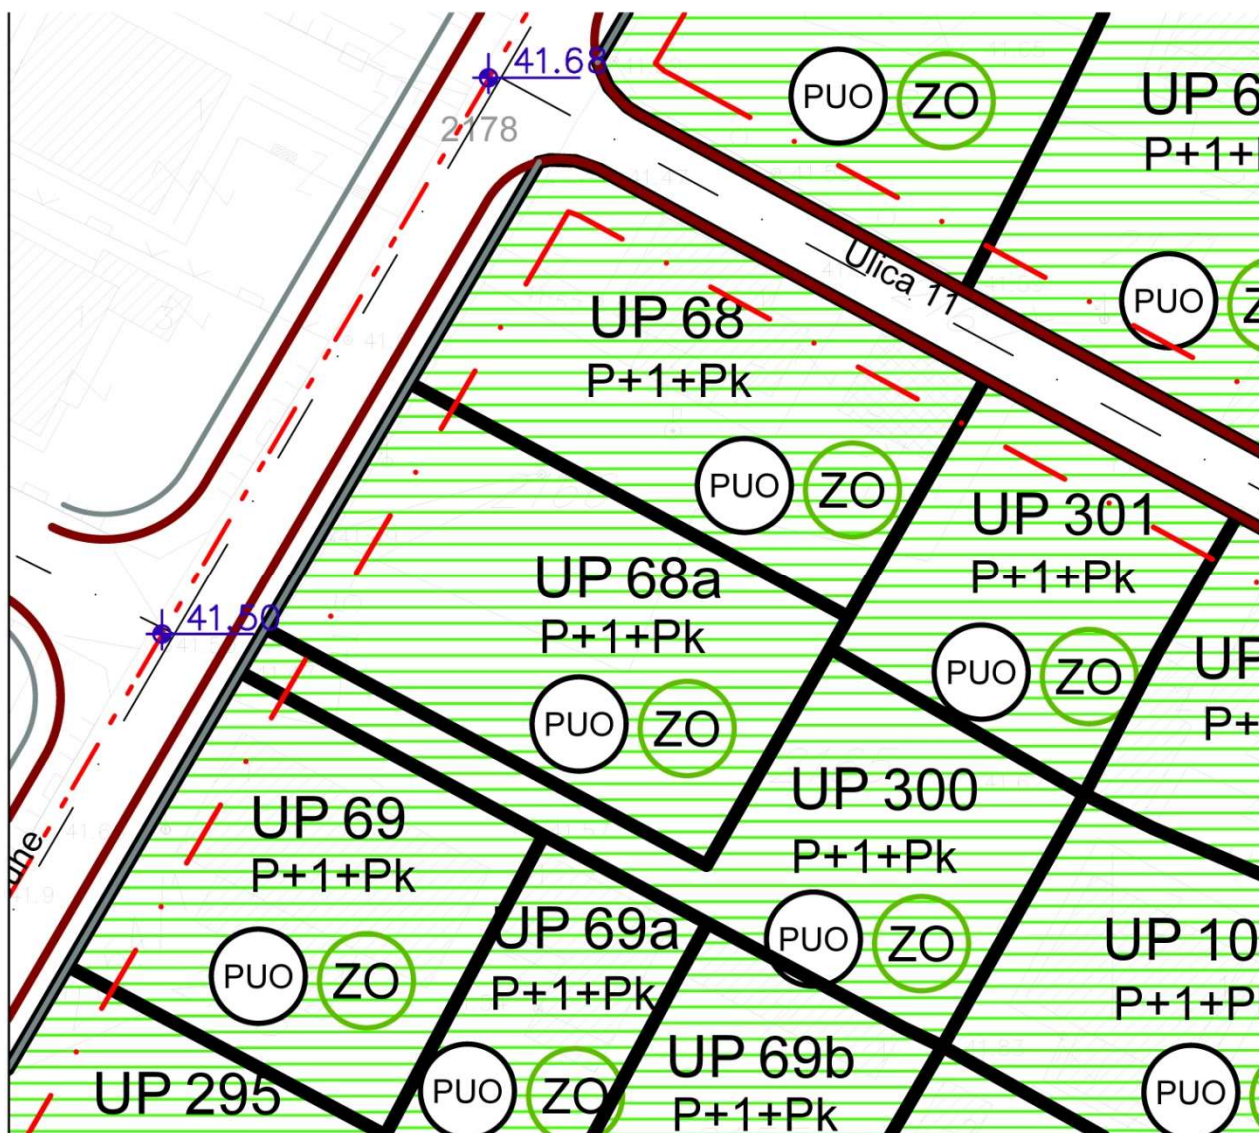 41.68
2178
PUO ZO
UP 6
P+1+
PUO
Ulica 11
UP 68
P+1+Pk
PUO ZO
UP 301
P+1+Pk
PUO ZO
UP 68a
P+1+Pk
PUO ZO
41.50
UP
P+
UP 300
P+1+Pk
PUO ZO
UP 69
P+1+Pk
PUO ZO
UP 69a
P+1+Pk
PUO ZO
UP 10
P+1+P
PUO
UP 69b
P+1+Pk
UP 295